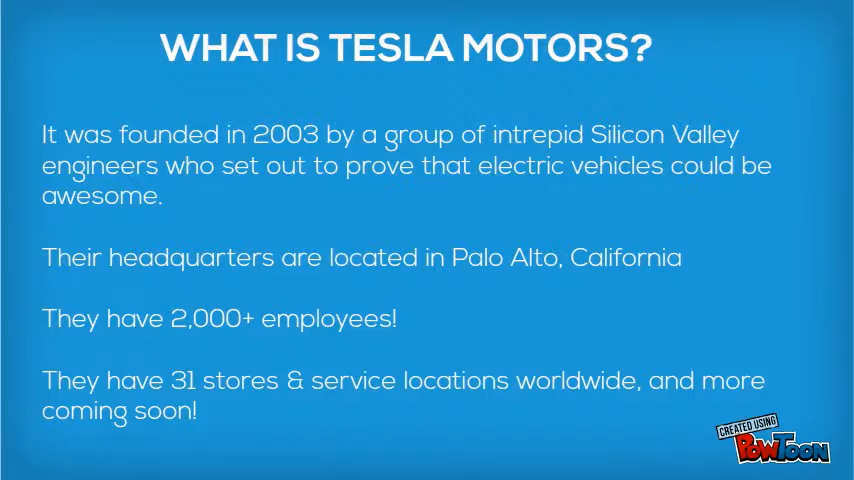 WHAT IS TESLA MOTORS?
It was founded in 2003 by a group of intrepid Silicon Valley
engineers who set out to prove that electric vehicles could be
awesome.
Their headquarters are located in Palo Alto, California
They have 2,000+ employees!
They have 31 stores & service locations worldwide, and more
coming soon!
CREATED USING
POWTOON